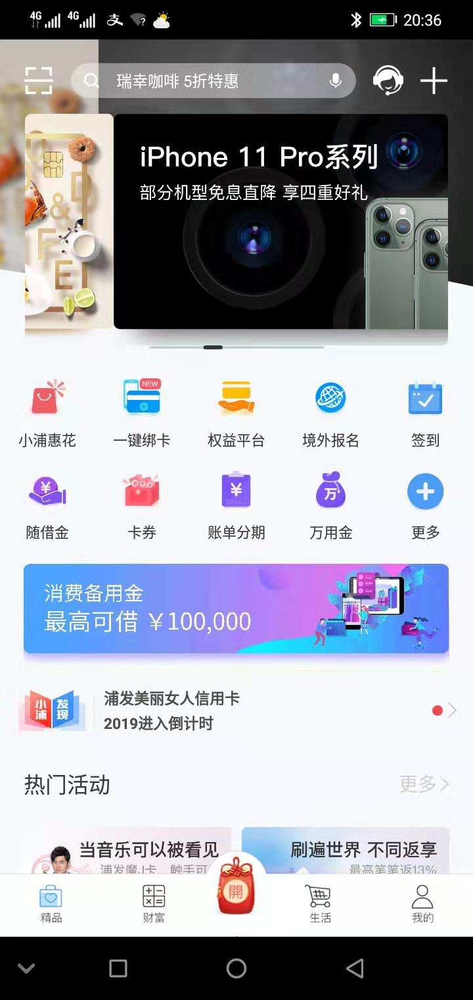 4G 4G 支 ? 20:36
瑞幸咖啡 5折特惠
iPhone 11 Pro系列
部分机型免息直降 享四重好礼
D
&
F
E
NEW
小浦惠花 一键绑卡 权益平台 境外报名 签到
¥ ¥ 万
随借金 卡券 账单分期 万用金 更多
消费备用金
最高可借 ￥100,000
小浦 发现
浦发美丽女人信用卡
2019进入倒计时
热门活动 更多
当音乐可以被看见 刷遍世界 不同返享
浦发魔J卡，触手可 最高笔笔返13%
開
精品 财富 生活 我的